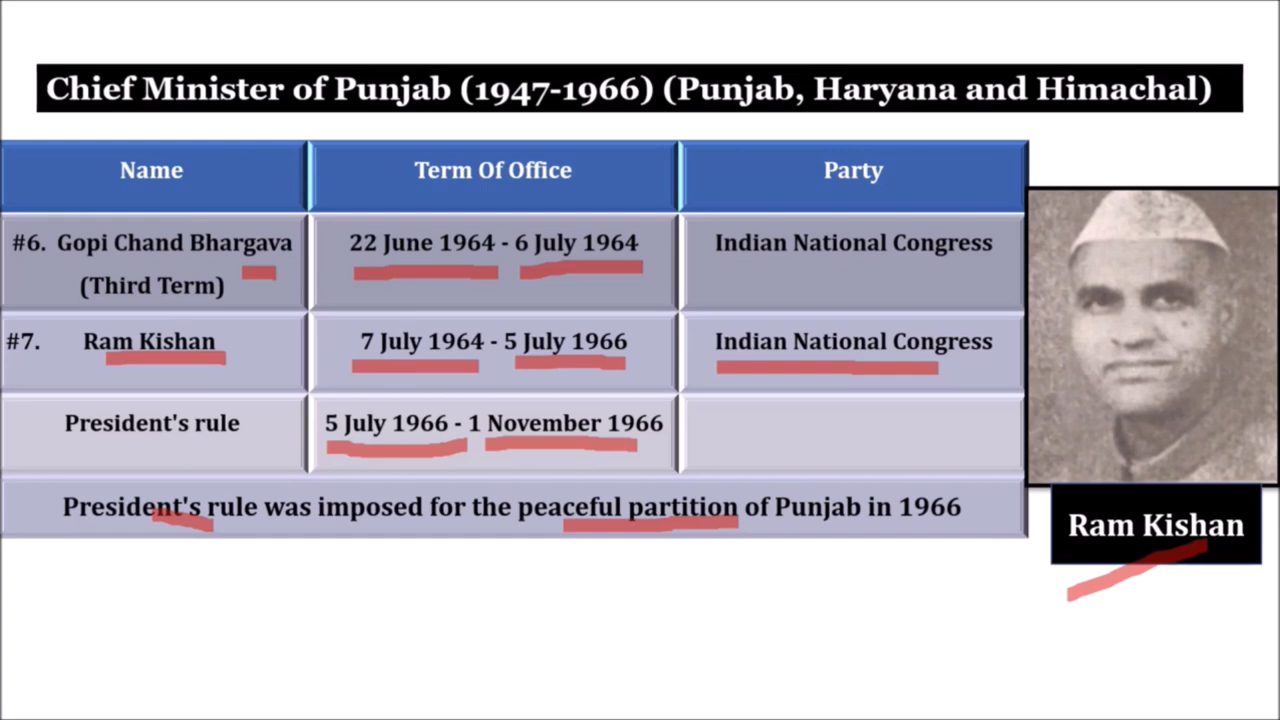 Chief Minister of Punjab (1947-1966) (Punjab, Haryana and Himachal)
Name Term Of Office Party
#6. Gopi Chand Bhargava 22 June 1964 - 6 July 1964 Indian National Congress
(Third Term)
#7. Ram Kishan 7 July 1964 - 5 July 1966 Indian National Congress
President's rule 5 July 1966 - 1 November 1966
President's rule was imposed for the peaceful partition of Punjab in 1966
Ram Kishan